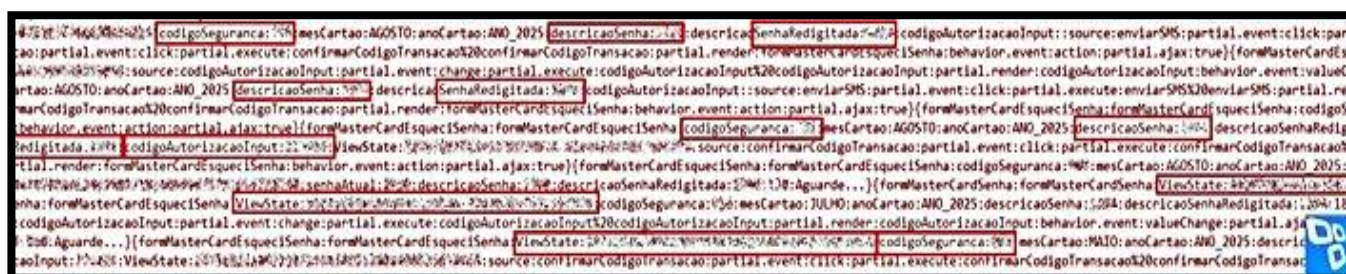 codigoSeguranca: mesCartao:AGOSTO:anoCartao:ANO_2025 descricaoSenha: :descricac SenhaRedigitada: codigoAutorizacaoInput::source:enviarSMS:partial.event:click:par
cao:partial.event:click:partial.execute:confirmarCodigoTransacao%20confirmarCodigoTransacao:partial.render:formMasterCardEsqueciSenha:behavior.event:action:partial.ajax:true}{formMasterCardEs
:source:codigoAutorizacaoInput:partial.event:change:partial.execute:codigoAutorizacaoInput%20codigoAutorizacaoInput:partial.render:codigoAutorizacaoInput:behavior.event:valueC
artao:AGOSTO:anoCartao:ANO_2025 descricaoSenha: descricac SenhaRedigitada: codigoAutorizacaoInput::source:enviarSMS:partial.event:click:partial.execute:enviarSMS%20enviarSMS:partial.re
rmarCodigoTransacao%20confirmarCodigoTransacao:partial.render:formMasterCardEsqueciSenha:behavior.event:action:partial.ajax:true}{formMasterCardEsqueciSenha:formMasterCardEsqueciSenha:codigo
behavior.event:action:partial.ajax:true}{formMasterCardEsqueciSenha:formMasterCardEsqueciSenha codigoSeguranca: mesCartao:AGOSTO:anoCartao:ANO_2025: descricaoSenha: descricaoSenhaRedig
Redigitada. codigoAutorizacaoInput: ViewState: source:codigoAutorizacaoInput:partial.event:click:partial.execute:confirmarCodigoTransacao%
rtial.render:formMasterCardEsqueciSenha:behavior.event:action:partial.ajax:true}{formMasterCardEsqueciSenha:formMasterCardEsqueciSenha:codigoSeguranca: mesCartao:AGOSTO:anoCartao:ANO_2025:
senhaAtual: descricaoSenha: descricaoSenhaRedigitada: :Aguarde...}{formMasterCardSenha:formMasterCardSenha ViewState:
enha:formMasterCardEsqueciSenha ViewState: codigoSeguranca: mesCartao:JULHO:anoCartao:ANO_2025:descricaoSenha: descricaoSenhaRedigitada:
:codigoAutorizacaoInput:partial.event:change:partial.execute:codigoAutorizacaoInput%20codigoAutorizacaoInput:partial.render:codigoAutorizacaoInput:behavior.event:valueChange:partial.aja
:Aguarde...}{formMasterCardEsqueciSenha:formMasterCardEsqueciSenha ViewState: codigoSeguranca: mesCartao:MAIO:anoCartao:ANO_2025:descric
caoInput: :ViewState: :source:confirmarCodigoTransacao:partial.event:click:partial.execute:confirmarCodigoTransacao%20confirmarCodigoTransac